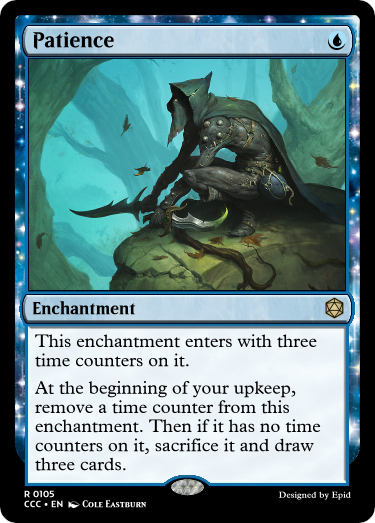 Patience
Enchantment
This enchantment enters with three
time counters on it.
At the beginning of your upkeep,
remove a time counter from this
enchantment. Then if it has no time
counters on it, sacrifice it and draw
three cards.
R 0105
CCC • EN Cole Eastburn
Designed by Epid